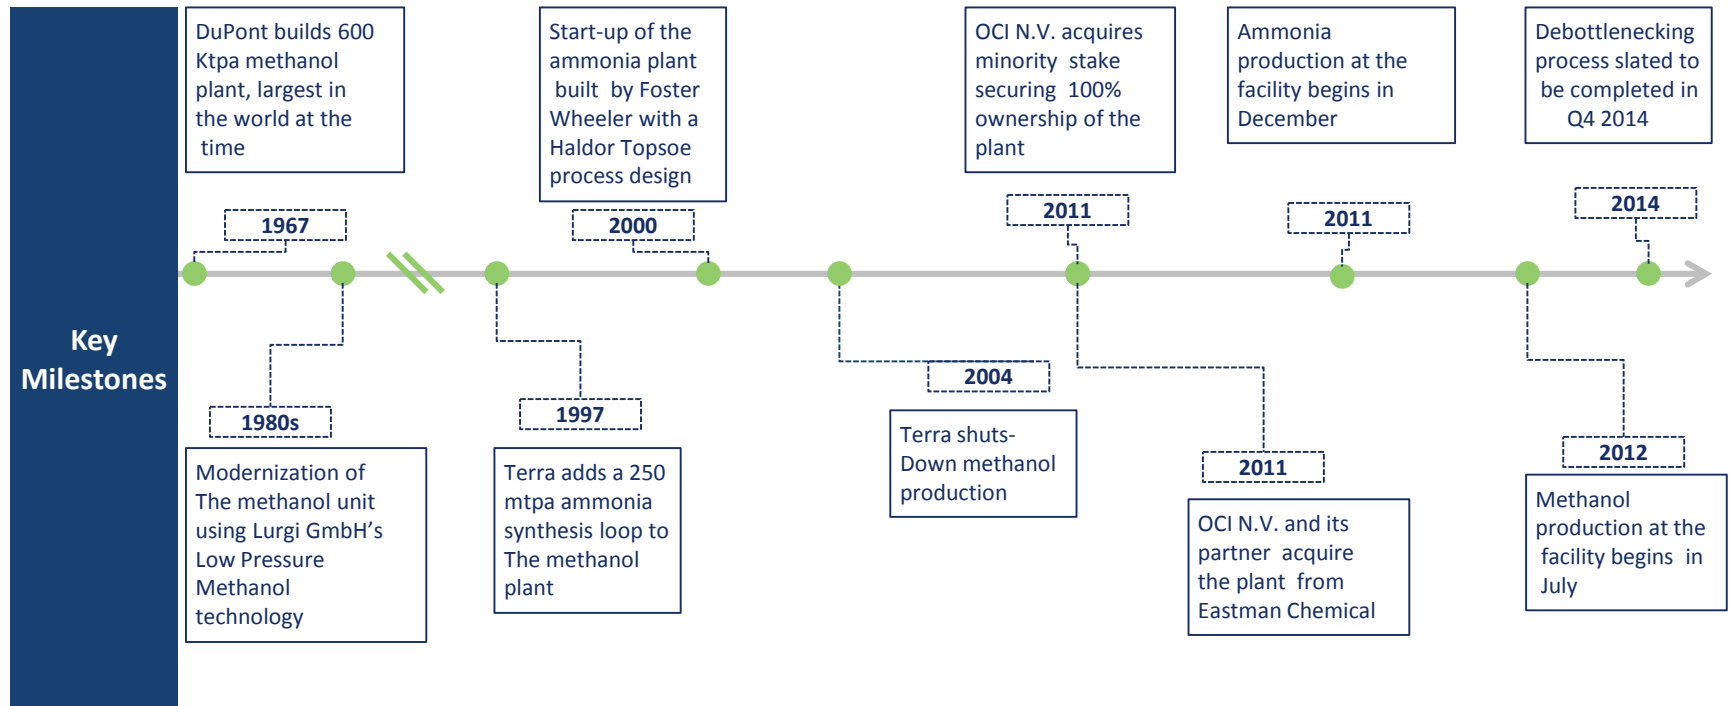 Key
Milestones
DuPont builds 600
Ktpa methanol
plant, largest in
the world at the
time
1967
1980s
Modernization of
The methanol unit
using Lurgi GmbH’s
Low Pressure
Methanol
technology
1997
Terra adds a 250
mtpa ammonia
synthesis loop to
The methanol
plant
Start-up of the
ammonia plant
built by Foster
Wheeler with a
Haldor Topsoe
process design
2000
2004
Terra shuts-
Down methanol
production
OCI N.V. acquires
minority stake
securing 100%
ownership of the
plant
2011
2011
OCI N.V. and its
partner acquire
the plant from
Eastman Chemical
Ammonia
production at the
facility begins in
December
2011
2012
Methanol
production at the
facility begins in
July
Debottlenecking
process slated to
be completed in
Q4 2014
2014